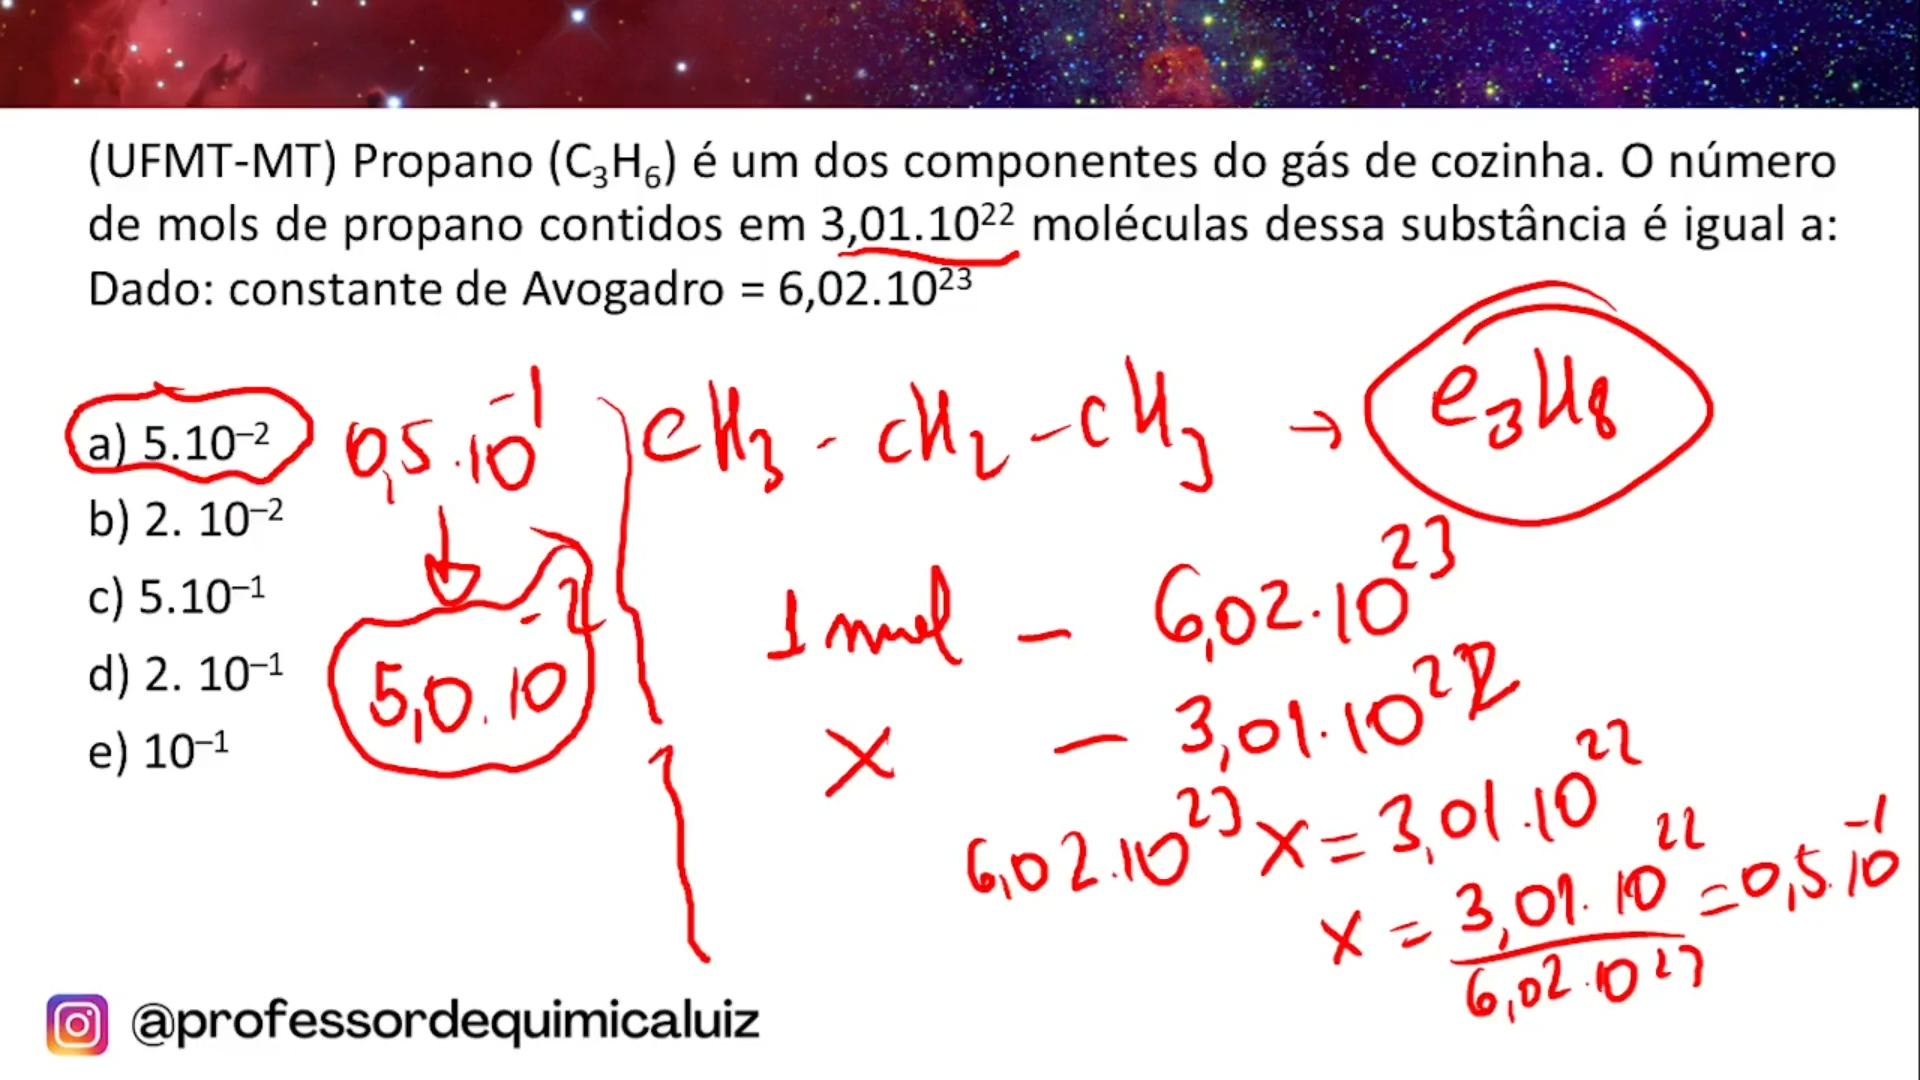 (UFMT-MT) Propano (C₃H₆) é um dos componentes do gás de cozinha. O número
de mols de propano contidos em 3,01.10²² moléculas dessa substância é igual a:
Dado: constante de Avogadro = 6,02.10²³
a) 5.10⁻²
b) 2. 10⁻²
c) 5.10⁻¹
d) 2. 10⁻¹
e) 10⁻¹
0,5.10⁻¹
5,0.10⁻²
CH₃ - CH₂ - CH₃ → C₃H₈
1 mol - 6,02.10²³
X - 3,01.10²²
6,02.10²³ X = 3,01.10²²
X = 3,01.10²² / 6,02.10²³ = 0,5.10⁻¹
@professordequimicaluiz